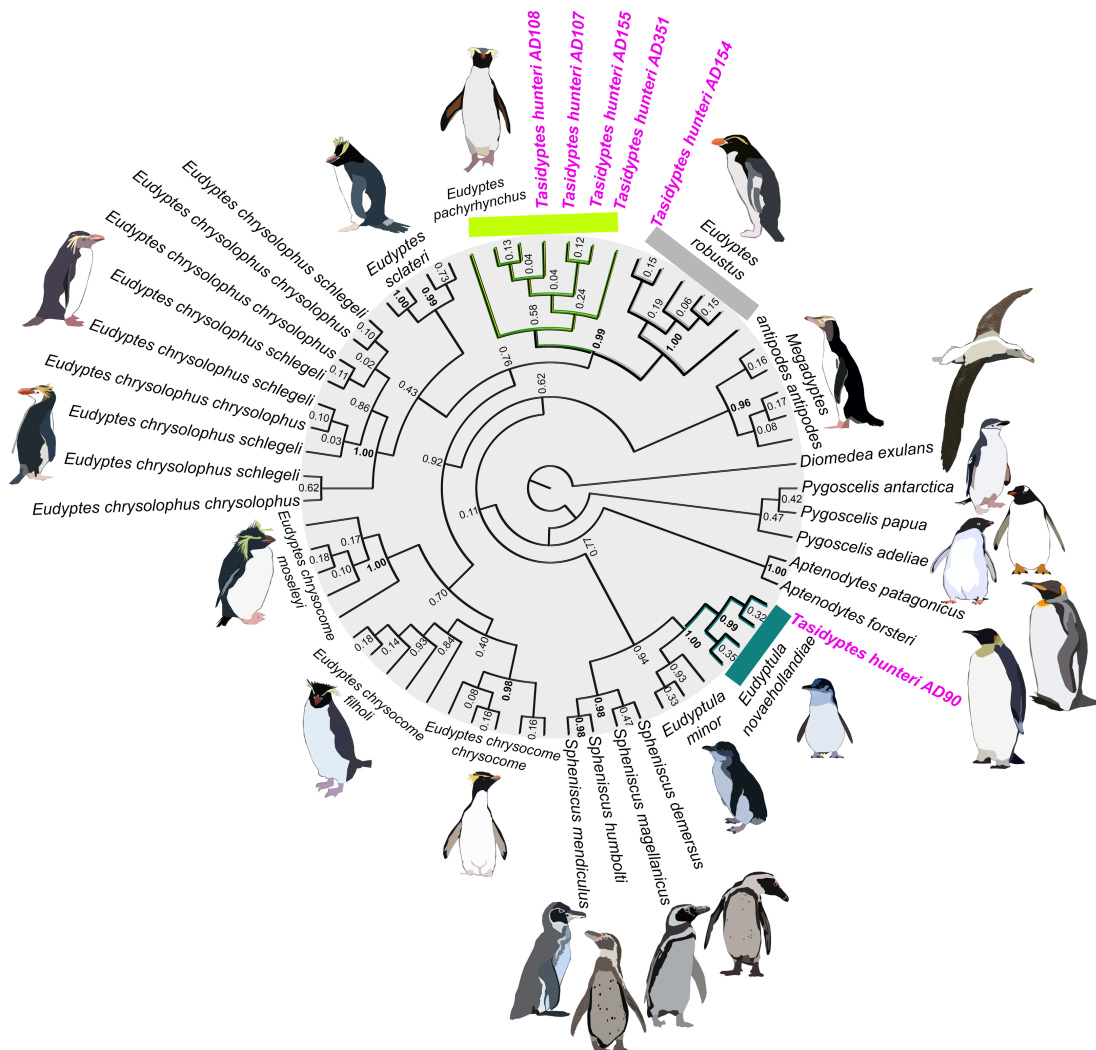 Tasidyptes hunteri AD108
Tasidyptes hunteri AD107
Tasidyptes hunteri AD155
Tasidyptes hunteri AD351
Tasidyptes hunteri AD154
Eudyptes
robustus
Megadyptes
antipodes antipodes
Diomedea exulans
Pygoscelis antarctica
Pygoscelis papua
Pygoscelis adeliae
Aptenodytes patagonicus
Aptenodytes forsteri
Tasidyptes hunteri AD90
Eudyptula
novaehollandiae
Eudyptula
minor
Spheniscus demersus
Spheniscus magellanicus
Spheniscus humbolti
Spheniscus mendiculus
Eudyptes chrysocome
chrysocome
Eudyptes chrysocome
filholi
Eudyptes chrysocome
moseleyi
Eudyptes chrysolophus chrysolophus
Eudyptes chrysolophus schlegeli
Eudyptes chrysolophus schlegeli
Eudyptes chrysolophus chrysolophus
Eudyptes chrysolophus schlegeli
Eudyptes chrysolophus schlegeli
Eudyptes chrysolophus chrysolophus
Eudyptes chrysolophus chrysolophus
Eudyptes chrysolophus schlegeli
Eudyptes
sclateri
Eudyptes
pachyrhynchus
0.13
0.04
0.04
0.12
0.24
0.58
0.99
0.15
0.19
0.06
0.15
1.00
0.16
0.17
0.08
0.96
0.42
0.47
1.00
0.32
0.99
0.35
1.00
0.93
0.33
0.94
0.47
0.98
0.98
0.77
0.16
0.98
0.16
0.08
0.40
0.84
0.93
0.14
0.18
0.70
1.00
0.17
0.10
0.18
0.62
1.00
0.03
0.10
0.86
0.11
0.02
0.10
0.43
1.00
0.99
0.73
0.76
0.62
0.92
0.11